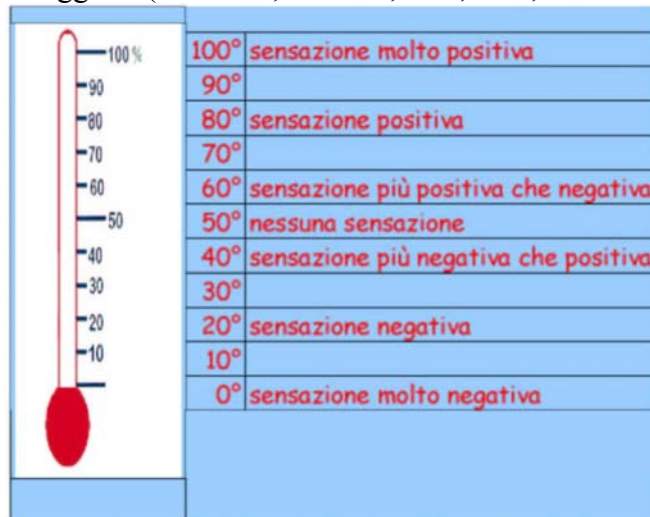 100%
90
80
70
60
50
40
30
20
10
100° sensazione molto positiva
90°
80° sensazione positiva
70°
60° sensazione più positiva che negativa
50° nessuna sensazione
40° sensazione più negativa che positiva
30°
20° sensazione negativa
10°
0° sensazione molto negativa